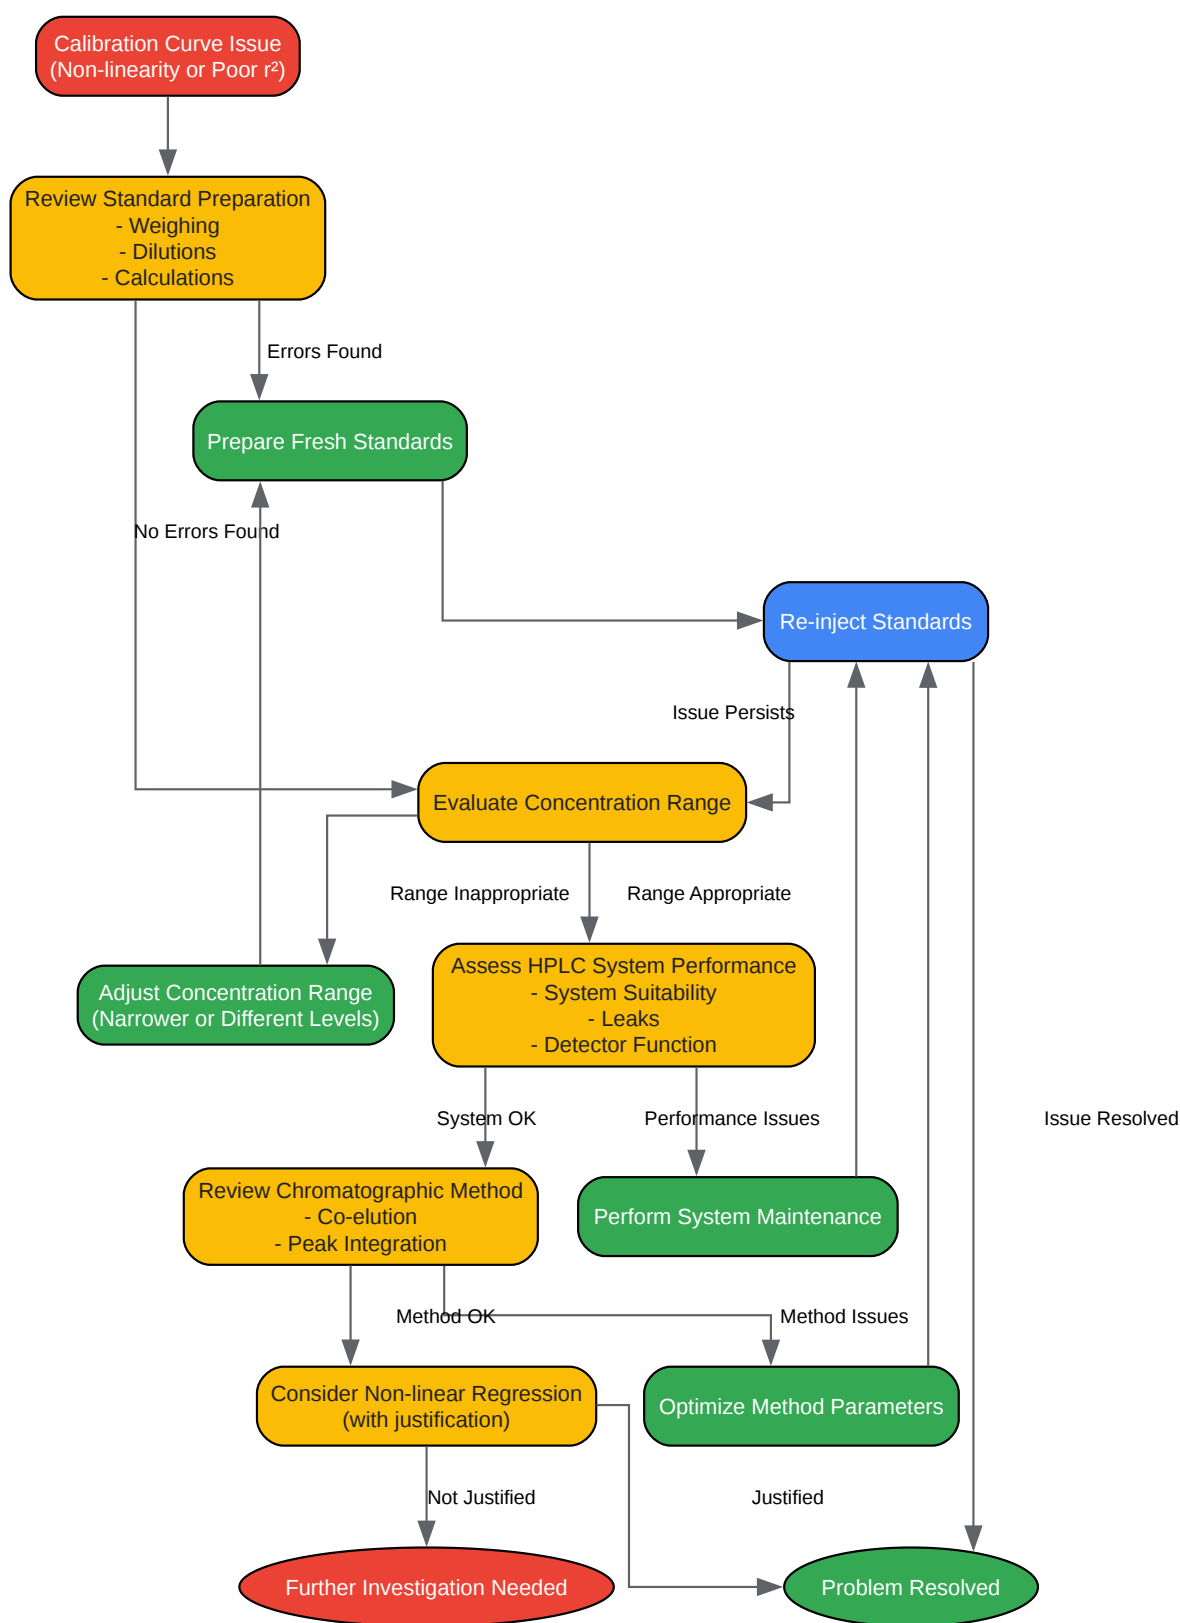 Calibration Curve Issue
(Non-linearity or Poor r²)
Review Standard Preparation
- Weighing
- Dilutions
- Calculations
Errors Found
Prepare Fresh Standards
No Errors Found
Re-inject Standards
Issue Persists
Evaluate Concentration Range
Range Inappropriate
Range Appropriate
Assess HPLC System Performance
- System Suitability
- Leaks
- Detector Function
Adjust Concentration Range
(Narrower or Different Levels)
System OK
Performance Issues
Issue Resolved
Review Chromatographic Method
- Co-elution
- Peak Integration
Perform System Maintenance
Method OK
Method Issues
Consider Non-linear Regression
(with justification)
Optimize Method Parameters
Not Justified
Justified
Further Investigation Needed
Problem Resolved